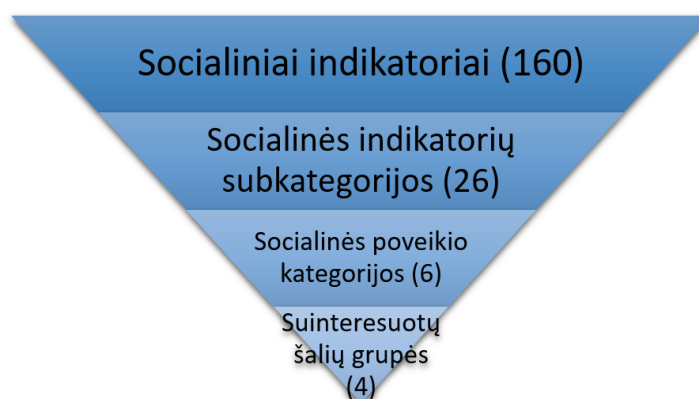 Socialiniai indikatoriai (160)
Socialinės indikatorių
subkategorijos (26)
Socialinės poveikio
kategorijos (6)
Suinteresuotų
šalių grupės
(4)